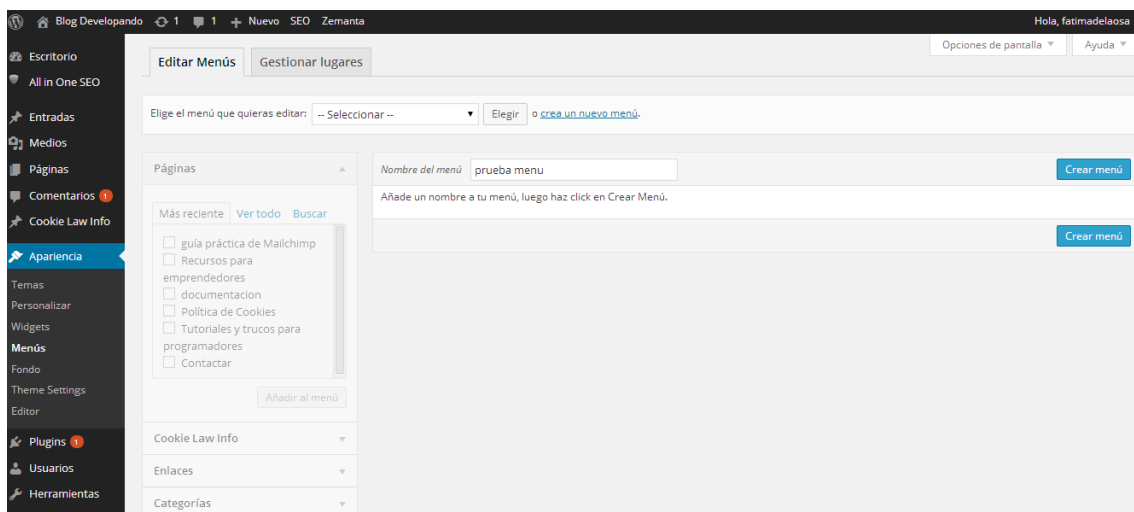 Blog Developando 1 1 + Nuevo SEO Zemanta Hola, fatimadelaosa
Escritorio
All in One SEO
Entradas
Medios
Páginas
Comentarios 1
Cookie Law Info
Apariencia
Temas
Personalizar
Widgets
Menús
Fondo
Theme Settings
Editor
Plugins 1
Usuarios
Herramientas
Opciones de pantalla Ayuda
Editar Menús Gestionar lugares
Elige el menú que quieras editar: -- Seleccionar -- Elegir o crea un nuevo menú.
Páginas
Más reciente Ver todo Buscar
guía práctica de Mailchimp
Recursos para
emprendedores
documentacion
Política de Cookies
Tutoriales y trucos para
programadores
Contactar
Añadir al menú
Cookie Law Info
Enlaces
Categorías
Nombre del menú prueba menu Crear menú
Añade un nombre a tu menú, luego haz click en Crear Menú.
Crear menú